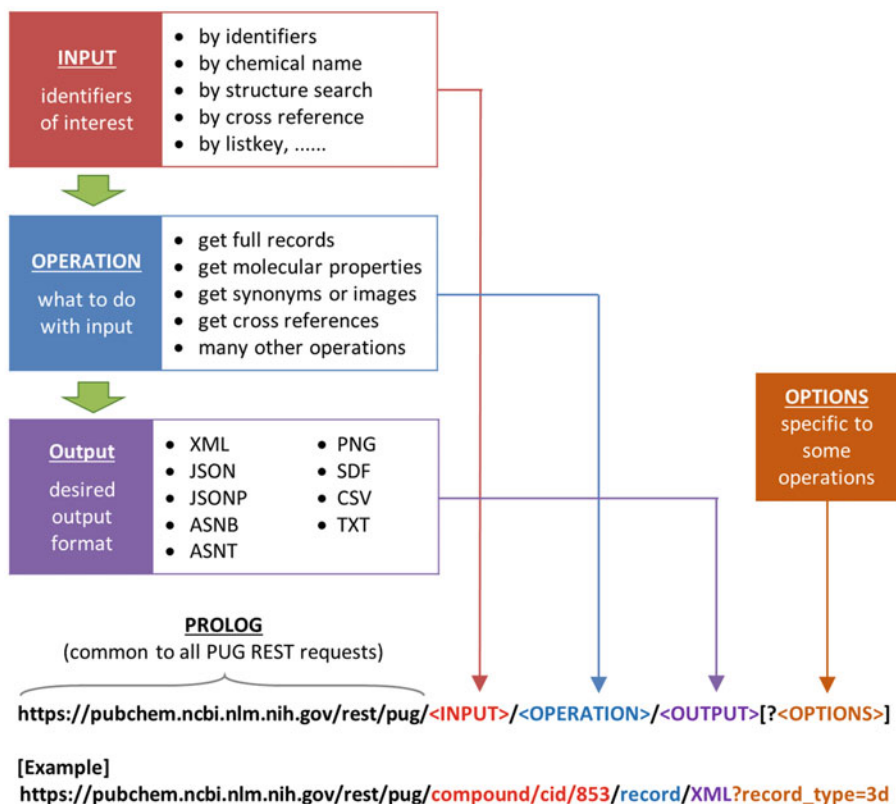 INPUT
identifiers
of interest
• by identifiers
• by chemical name
• by structure search
• by cross reference
• by listkey, ......
OPERATION
what to do
with input
• get full records
• get molecular properties
• get synonyms or images
• get cross references
• many other operations
Output
desired
output
format
• XML
• JSON
• JSONP
• ASNB
• ASNT
• PNG
• SDF
• CSV
• TXT
OPTIONS
specific to
some
operations
PROLOG
(common to all PUG REST requests)
https://pubchem.ncbi.nlm.nih.gov/rest/pug/<INPUT>/<OPERATION>/<OUTPUT>[?<OPTIONS>]
[Example]
https://pubchem.ncbi.nlm.nih.gov/rest/pug/compound/cid/853/record/XML?record_type=3d